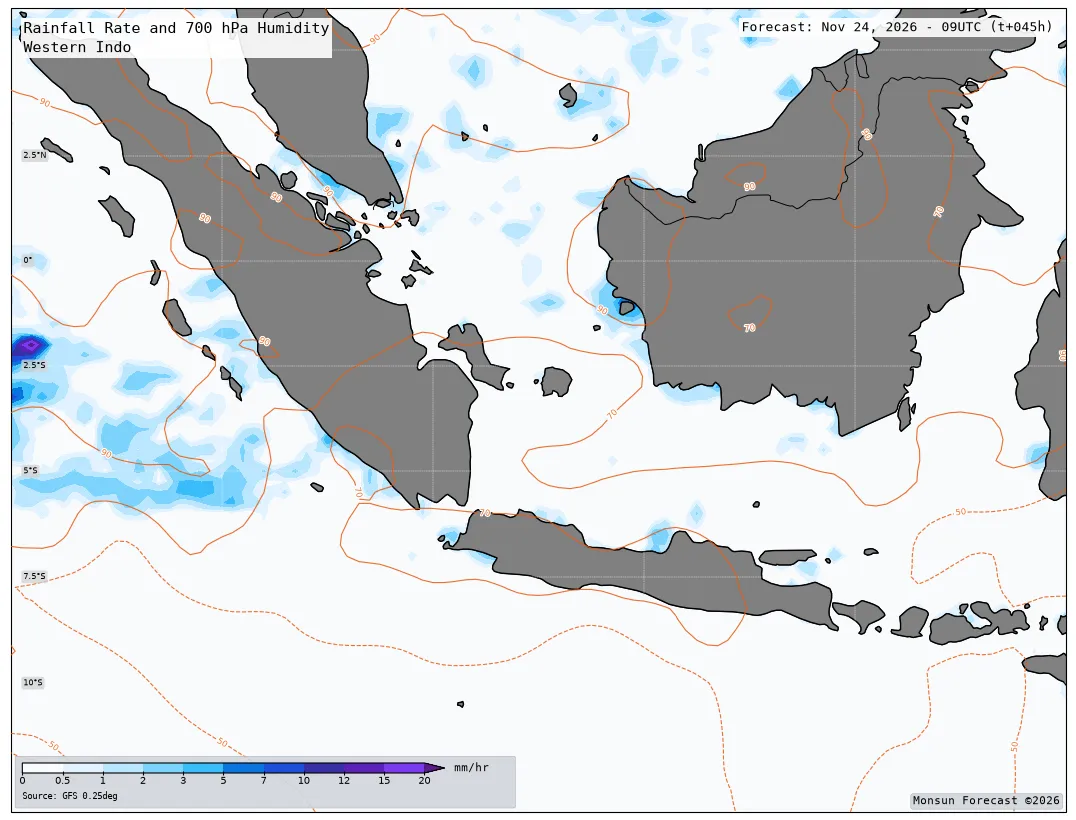 Rainfall Rate and 700 hPa Humidity
Western Indo
Forecast: Nov 24, 2026 - 09UTC (t+045h)
90
90
90
2.5°N
90
90
90
90
70
90
0°
90
70
90
90
2.5°S
70
90
5°S
70
70
50
7.5°S
10°S
50
50
50
0 0.5 1 2 3 5 7 10 12 15 20
mm/hr
Source: GFS 0.25deg
Monsun Forecast ©2026